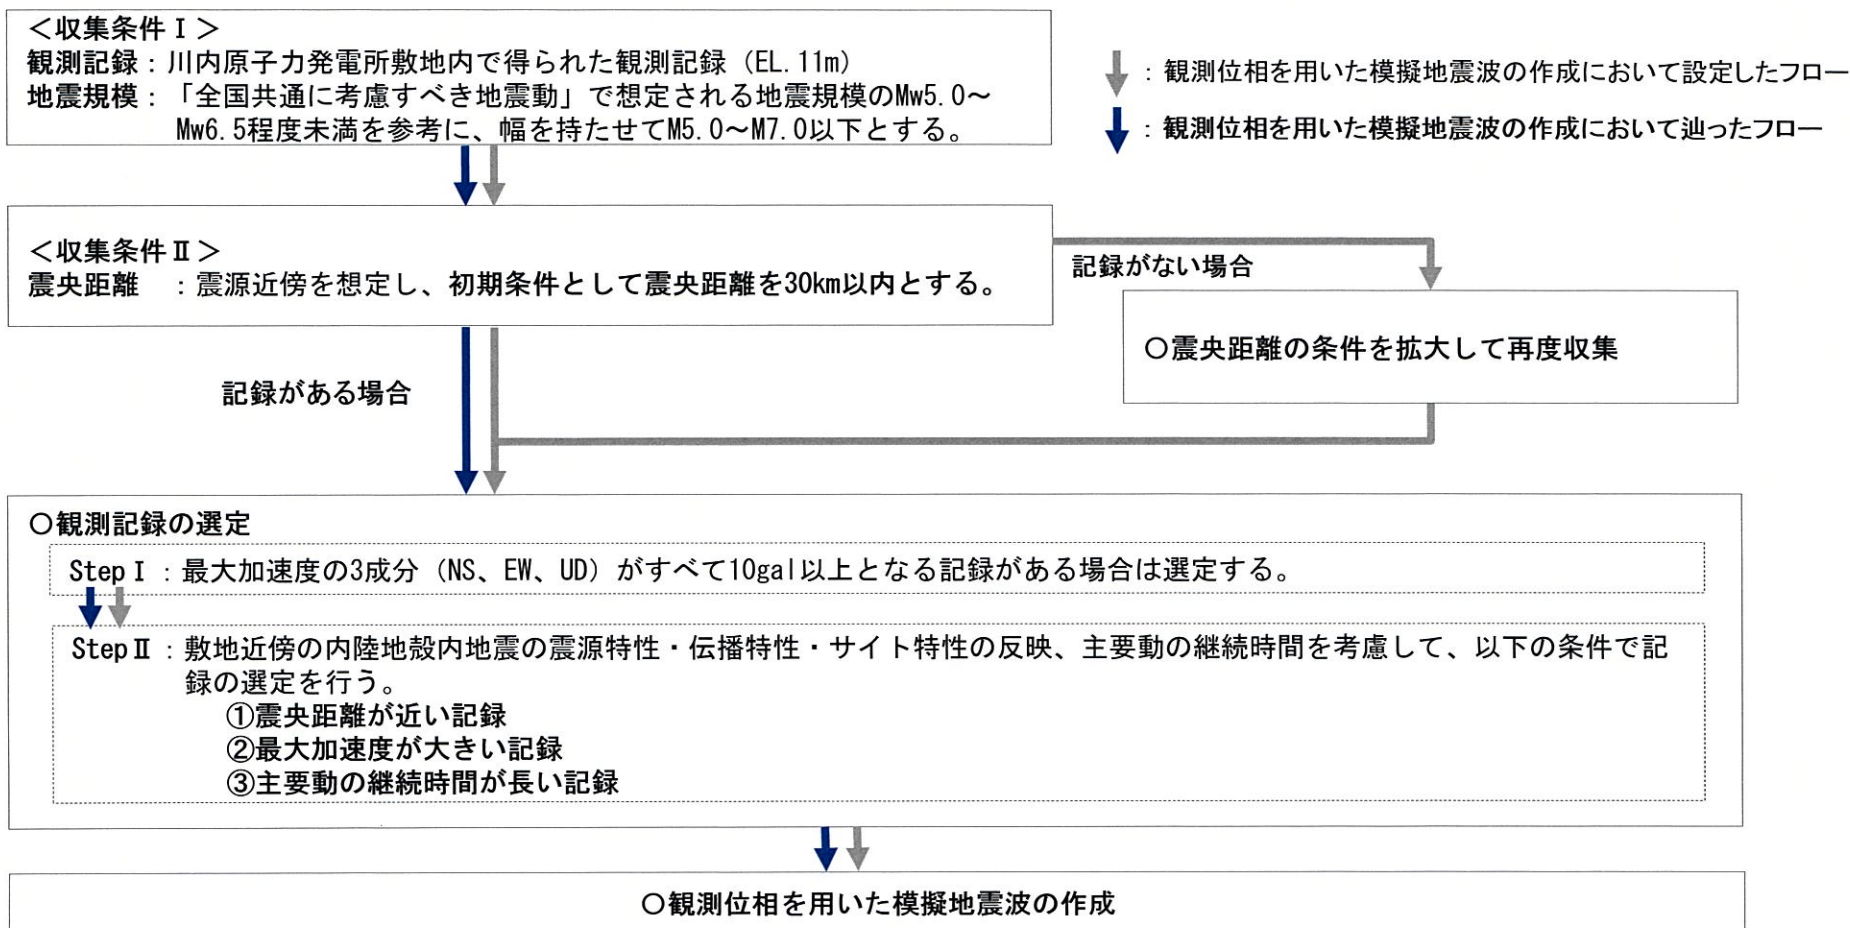 ＜収集条件Ⅰ＞
観測記録：川内原子力発電所敷地内で得られた観測記録（EL.11m）
地震規模：「全国共通に考慮すべき地震動」で想定される地震規模のMw5.0～
Mw6.5程度未満を参考に、幅を持たせてM5.0～M7.0以下とする。
：観測位相を用いた模擬地震波の作成において設定したフロー
：観測位相を用いた模擬地震波の作成において辿ったフロー
＜収集条件Ⅱ＞
震央距離　：震源近傍を想定し、初期条件として震央距離を30km以内とする。
記録がない場合
○震央距離の条件を拡大して再度収集
記録がある場合
○観測記録の選定
StepⅠ：最大加速度の3成分（NS、EW、UD）がすべて10gal以上となる記録がある場合は選定する。
StepⅡ：敷地近傍の内陸地殻内地震の震源特性・伝播特性・サイト特性の反映、主要動の継続時間を考慮して、以下の条件で記
録の選定を行う。
①震央距離が近い記録
②最大加速度が大きい記録
③主要動の継続時間が長い記録
○観測位相を用いた模擬地震波の作成